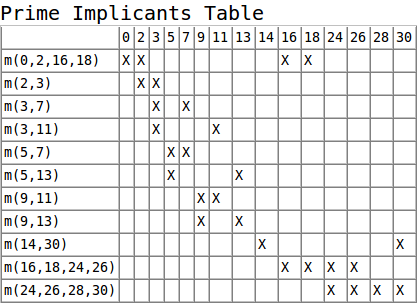 Prime Implicants Table
0 2 3 5 7 9 11 13 14 16 18 24 26 28 30
m(0,2,16,18) X X X X
m(2,3) X X
m(3,7) X X
m(3,11) X X
m(5,7) X X
m(5,13) X X
m(9,11) X X
m(9,13) X X
m(14,30) X X
m(16,18,24,26) X X X X
m(24,26,28,30) X X X X